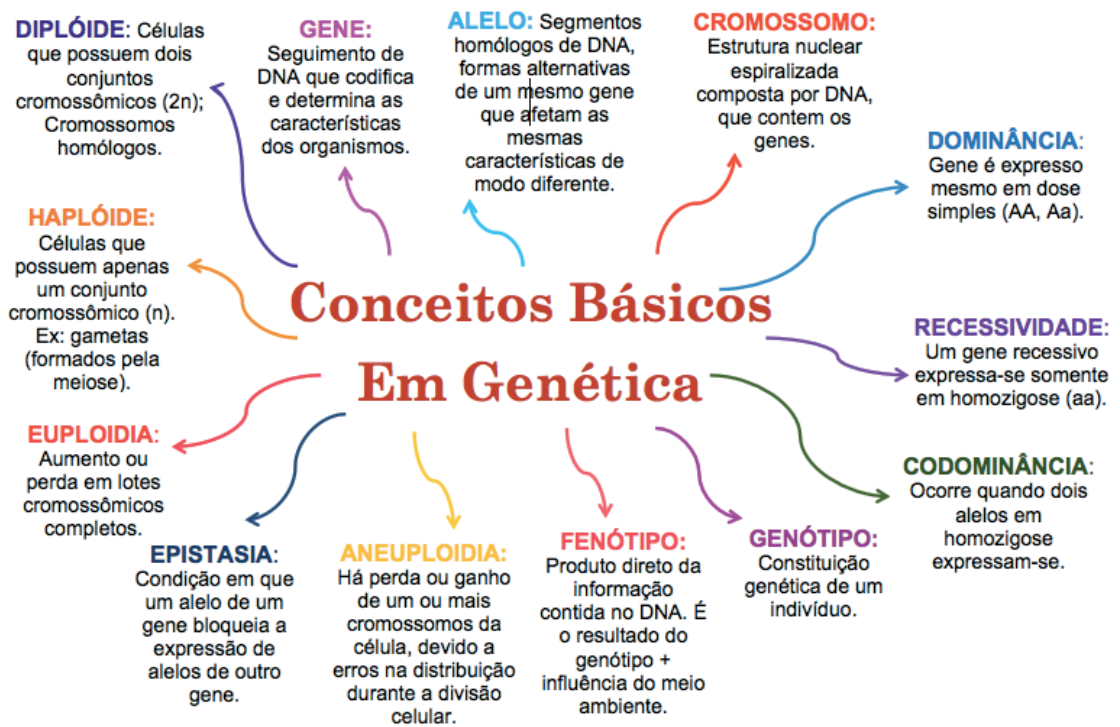 DIPLÓIDE: Células
que possuem dois
conjuntos
cromossômicos (2n);
Cromossomos
homólogos.
GENE:
Seguimento de
DNA que codifica
e determina as
características
dos organismos.
ALELO: Segmentos
homólogos de DNA,
formas alternativas
de um mesmo gene
que afetam as
mesmas
características de
modo diferente.
CROMOSSOMO:
Estrutura nuclear
espiralizada
composta por DNA,
que contem os
genes.
DOMINÂNCIA:
Gene é expresso
mesmo em dose
simples (AA, Aa).
HAPLÓIDE:
Células que
possuem apenas
um conjunto
cromossômico (n).
Ex: gametas
(formados pela
meiose).
Conceitos Básicos
Em Genética
RECESSIVIDADE:
Um gene recessivo
expressa-se somente
em homozigose (aa).
EUPLOIDIA:
Aumento ou
perda em lotes
cromossômicos
completos.
CODOMINÂNCIA:
Ocorre quando dois
alelos em
homozigose
expressam-se.
EPISTASIA:
Condição em que
um alelo de um
gene bloqueia a
expressão de
alelos de outro
gene.
ANEUPLOIDIA:
Há perda ou ganho
de um ou mais
cromossomos da
célula, devido a
erros na distribuição
durante a divisão
celular.
FENÓTIPO:
Produto direto da
informação
contida no DNA. É
o resultado do
genótipo +
influência do meio
ambiente.
GENÓTIPO:
Constituição
genética de um
indivíduo.